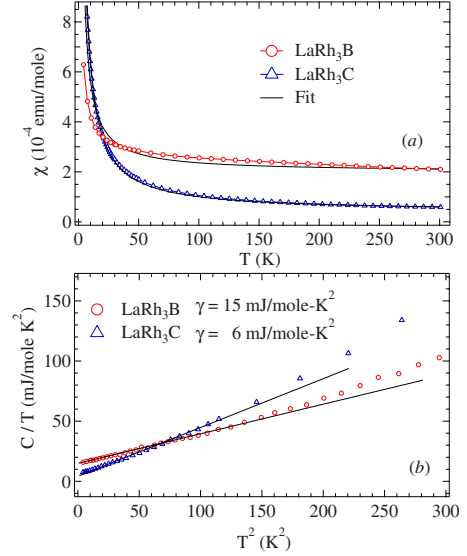 8
6
4
2
0
χ (10⁻⁴ emu/mole)
LaRh₃B
LaRh₃C
Fit
(a)
0 50 100 150 200 250 300
T (K)
150
100
50
0
C / T (mJ/mole K²)
LaRh₃B γ = 15 mJ/mole-K²
LaRh₃C γ = 6 mJ/mole-K²
(b)
0 50 100 150 200 250 300
T² (K²)